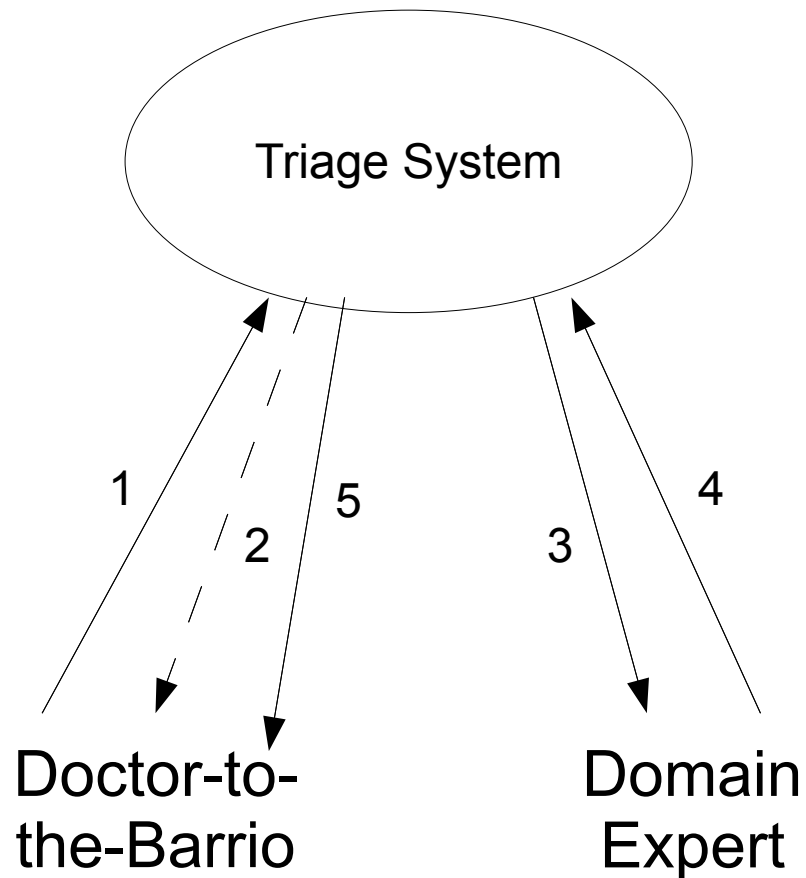 Triage System
1
2
5
3
4
Doctor-to-
the-Barrio
Domain
Expert